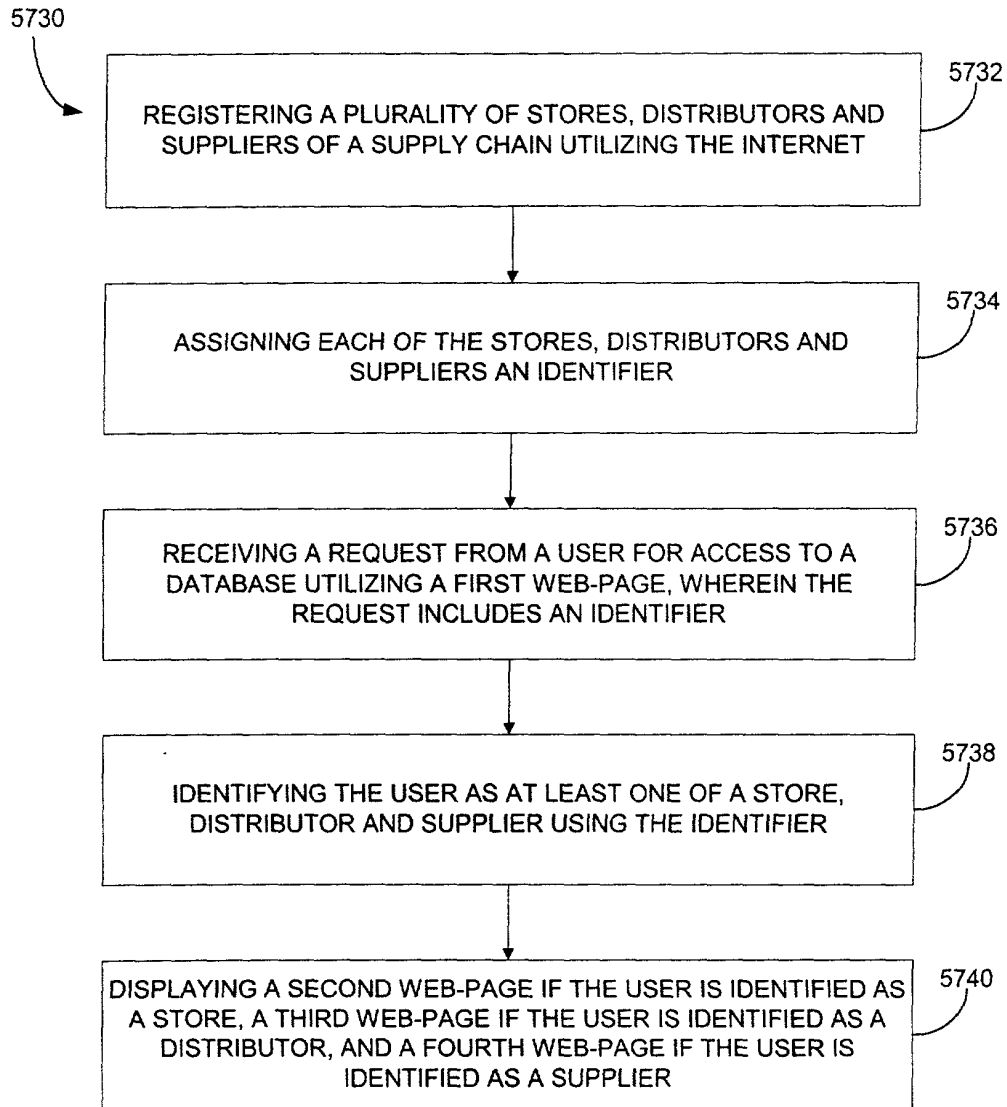 5730
5732
REGISTERING A PLURALITY OF STORES, DISTRIBUTORS AND
SUPPLIERS OF A SUPPLY CHAIN UTILIZING THE INTERNET
5734
ASSIGNING EACH OF THE STORES, DISTRIBUTORS AND
SUPPLIERS AN IDENTIFIER
5736
RECEIVING A REQUEST FROM A USER FOR ACCESS TO A
DATABASE UTILIZING A FIRST WEB-PAGE, WHEREIN THE
REQUEST INCLUDES AN IDENTIFIER
5738
IDENTIFYING THE USER AS AT LEAST ONE OF A STORE,
DISTRIBUTOR AND SUPPLIER USING THE IDENTIFIER
5740
DISPLAYING A SECOND WEB-PAGE IF THE USER IS IDENTIFIED AS
A STORE, A THIRD WEB-PAGE IF THE USER IS IDENTIFIED AS A
DISTRIBUTOR, AND A FOURTH WEB-PAGE IF THE USER IS
IDENTIFIED AS A SUPPLIER